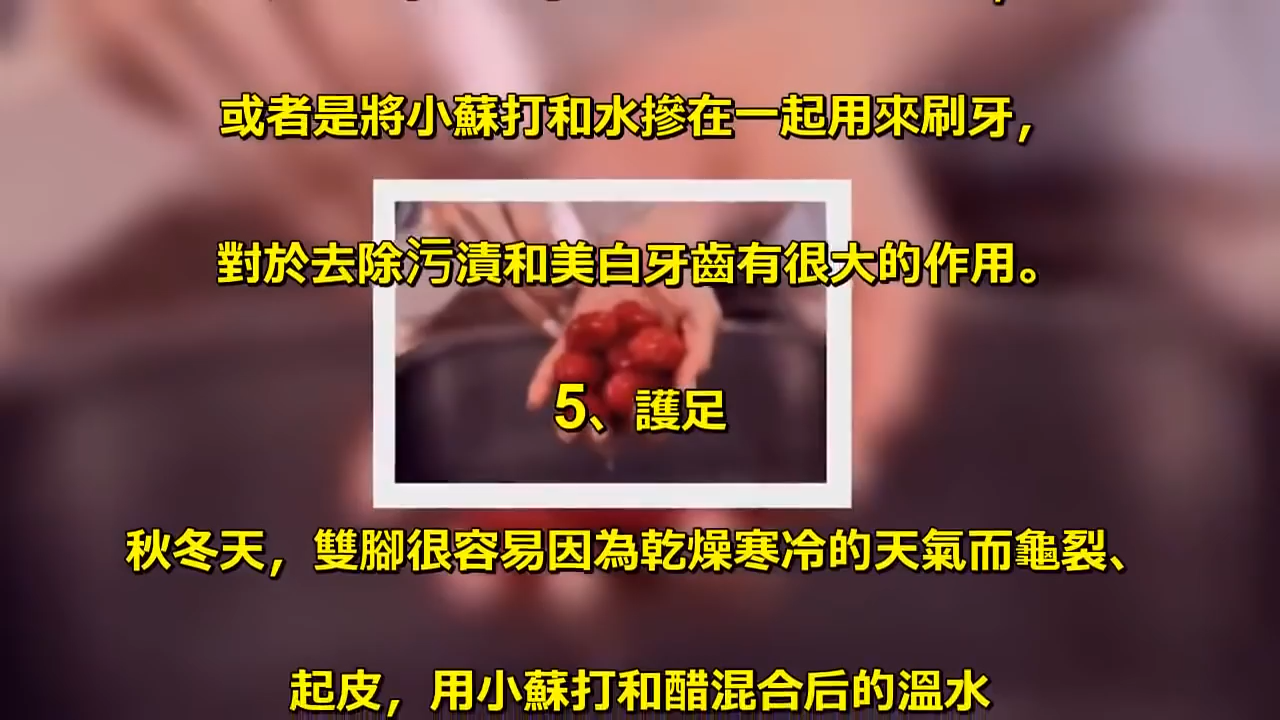 或者是將小蘇打和水摻在一起用來刷牙，
對於去除污漬和美白牙齒有很大的作用。
5、護足
秋冬天，雙腳很容易因為乾燥寒冷的天氣而龜裂、
起皮，用小蘇打和醋混合后的溫水